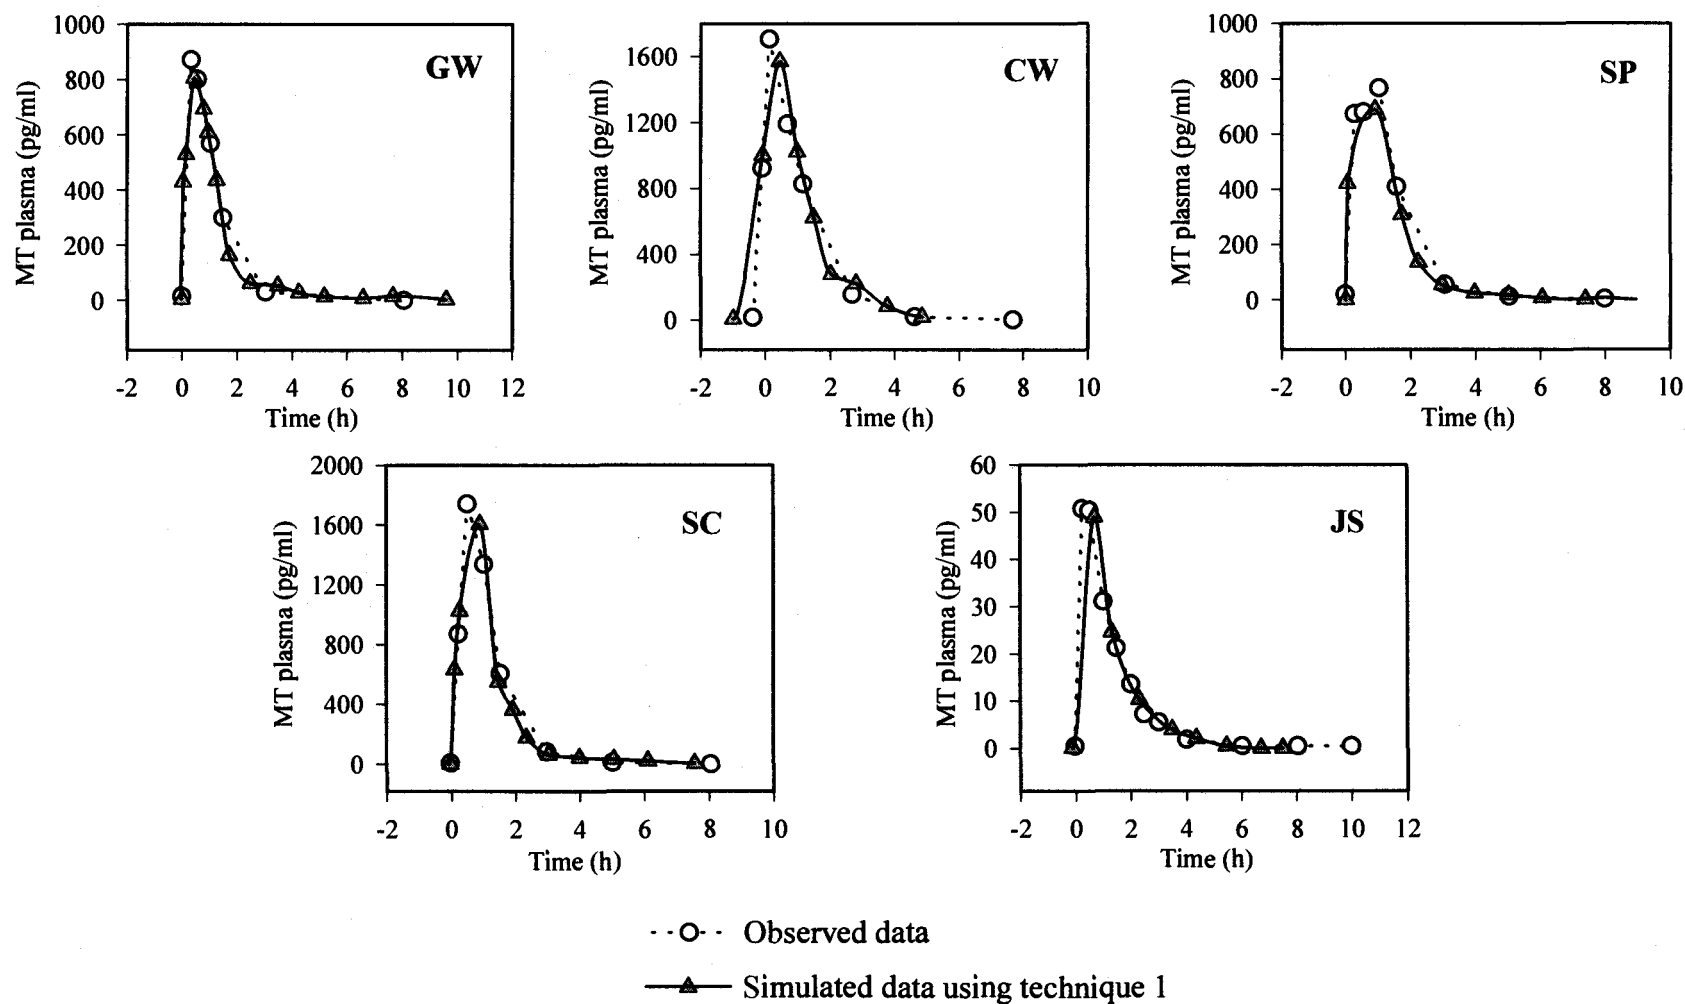 GW
MT plasma (pg/ml)
1000
800
600
400
200
0
-2 0 2 4 6 8 10 12
Time (h)
CW
MT plasma (pg/ml)
1600
1200
800
400
0
-2 0 2 4 6 8 10
Time (h)
SP
MT plasma (pg/ml)
1000
800
600
400
200
0
-2 0 2 4 6 8 10
Time (h)
SC
MT plasma (pg/ml)
2000
1600
1200
800
400
0
-2 0 2 4 6 8 10
Time (h)
JS
MT plasma (pg/ml)
60
50
40
30
20
10
0
-2 0 2 4 6 8 10 12
Time (h)
Observed data
Simulated data using technique 1